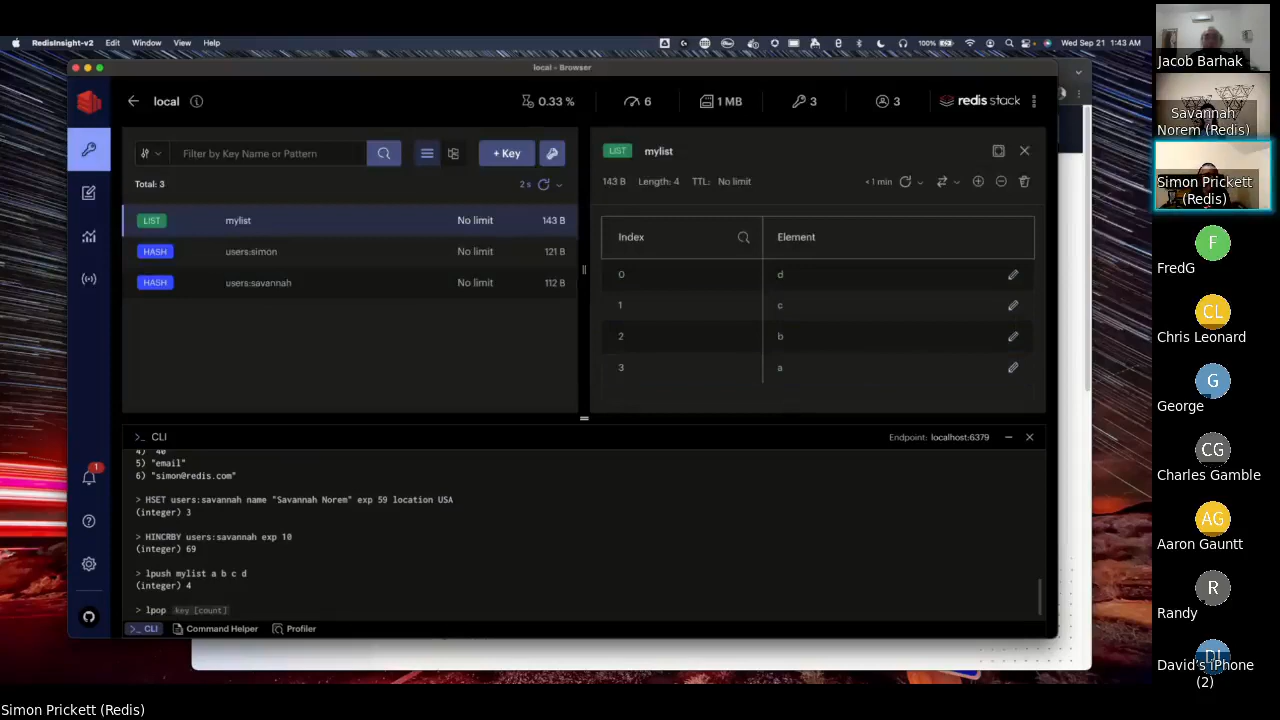 RedisInsight-v2 Edit Window View Help
100% Wed Sep 21 1:43 AM
local - Browser
local
0.33 %
6
1 MB
3
3
redis stack
Filter by Key Name or Pattern
+ Key
Total: 3
2 s
LIST mylist No limit 143 B
HASH users:simon No limit 121 B
HASH users:savannah No limit 112 B
LIST mylist
143 B Length: 4 TTL: No limit
< 1 min
Index Element
0 d
1 c
2 b
3 a
>_ CLI
Endpoint: localhost:6379
4) "40"
5) "email"
6) "simon@redis.com"
> HSET users:savannah name "Savannah Norem" exp 59 location USA
(integer) 3
> HINCRBY users:savannah exp 10
(integer) 69
> lpush mylist a b c d
(integer) 4
> lpop key [count]
>_ CLI Command Helper Profiler
1
Jacob Barhak
Savannah
Norem (Redis)
Simon Prickett
(Redis)
F
FredG
CL
Chris Leonard
G
George
CG
Charles Gamble
AG
Aaron Gauntt
R
Randy
DI
David's iPhone
(2)
Simon Prickett (Redis)